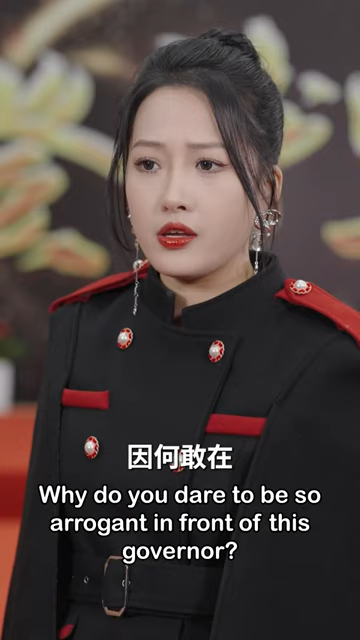 因何敢在
Why do you dare to be so
arrogant in front of this
governor?